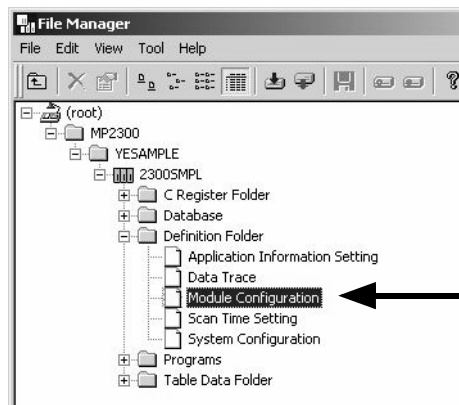 File Manager
File Edit View Tool Help
(root)
MP2300
YESAMPLE
2300SMPL
C Register Folder
Database
Definition Folder
Application Information Setting
Data Trace
Module Configuration
Scan Time Setting
System Configuration
Programs
Table Data Folder